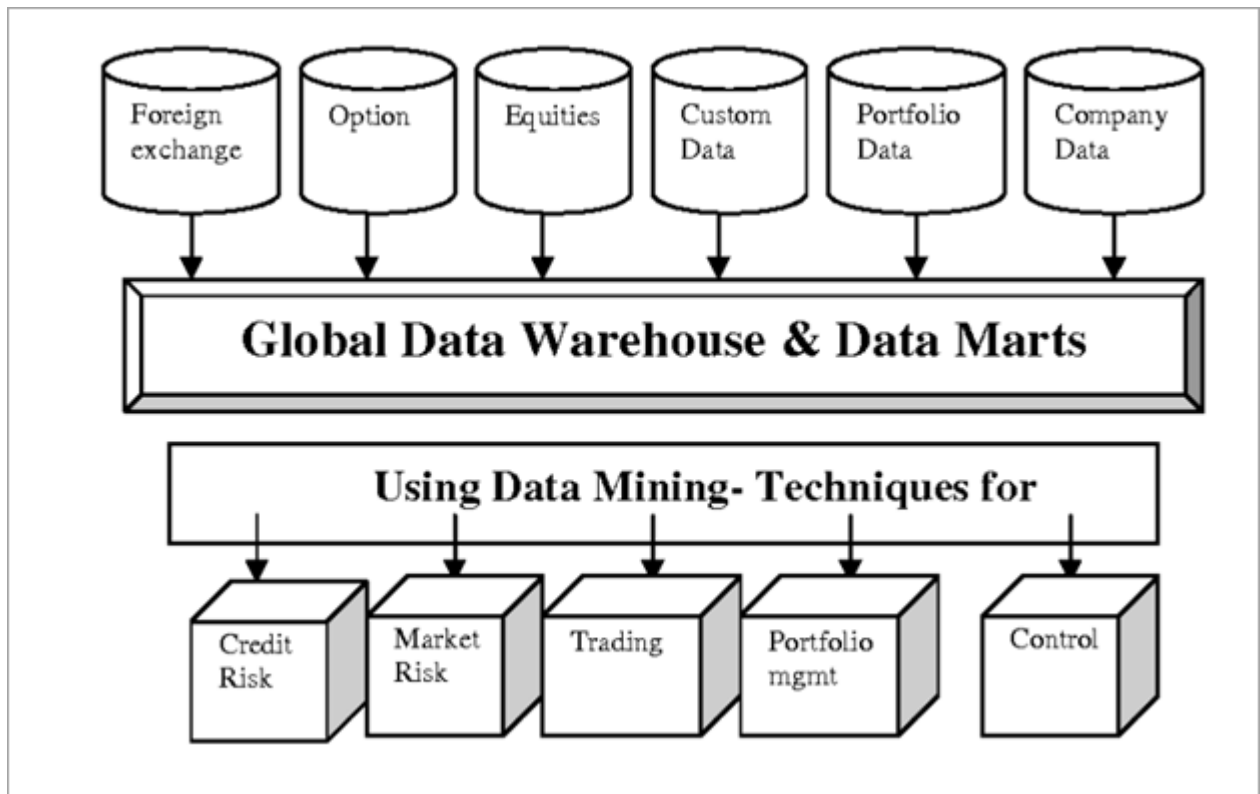 Foreign
exchange
Option
Equities
Custom
Data
Portfolio
Data
Company
Data
Global Data Warehouse & Data Marts
Using Data Mining- Techniques for
Credit
Risk
Market
Risk
Trading
Portfolio
mgmt
Control